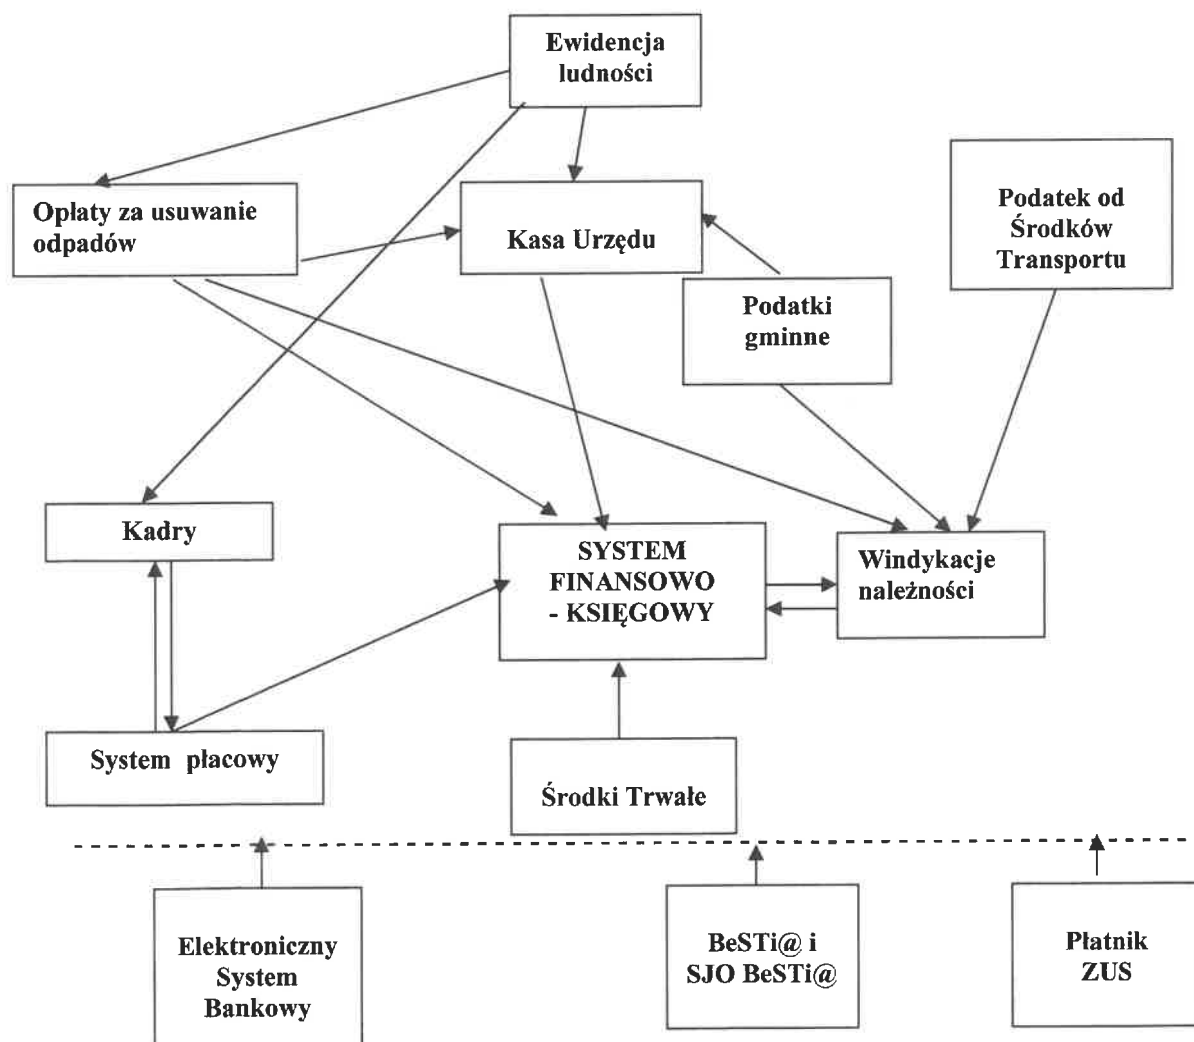 Ewidencja
ludności
Opłaty za usuwanie
odpadów
Kasa Urzędu
Podatek od
Środków
Transportu
Podatki
gminne
Kadry
SYSTEM
FINANSOWO
- KSIĘGOWY
Windykacje
należności
System płacowy
Środki Trwałe
Elektroniczny
System
Bankowy
BeSTi@ i
SJO BeSTi@
Płatnik
ZUS